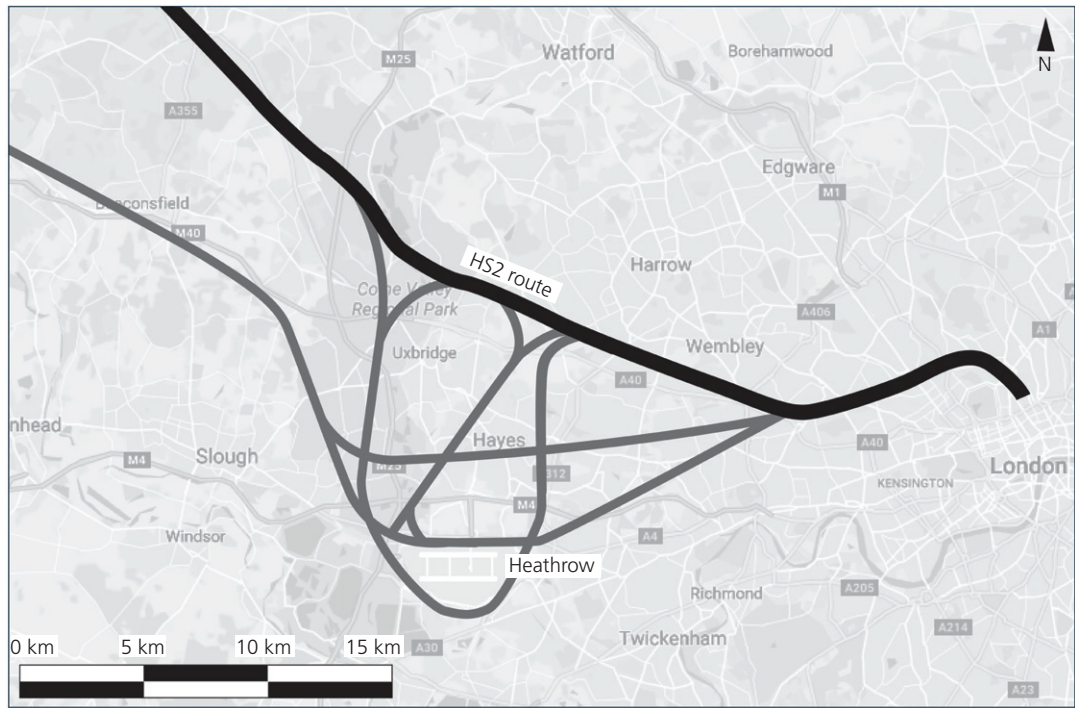 Watford
Borehamwood
N
M25
A355
Edgware
M1
Beaconsfield
M40
HS2 route
Harrow
Colne Valley
Regional Park
A406
A1
Uxbridge
Wembley
A40
nhead
Slough
M4
M25
Hayes
A312
A40
London
KENSINGTON
M4
Windsor
A4
Heathrow
Richmond
A205
Twickenham
A214
A30
A23
0 km
5 km
10 km
15 km